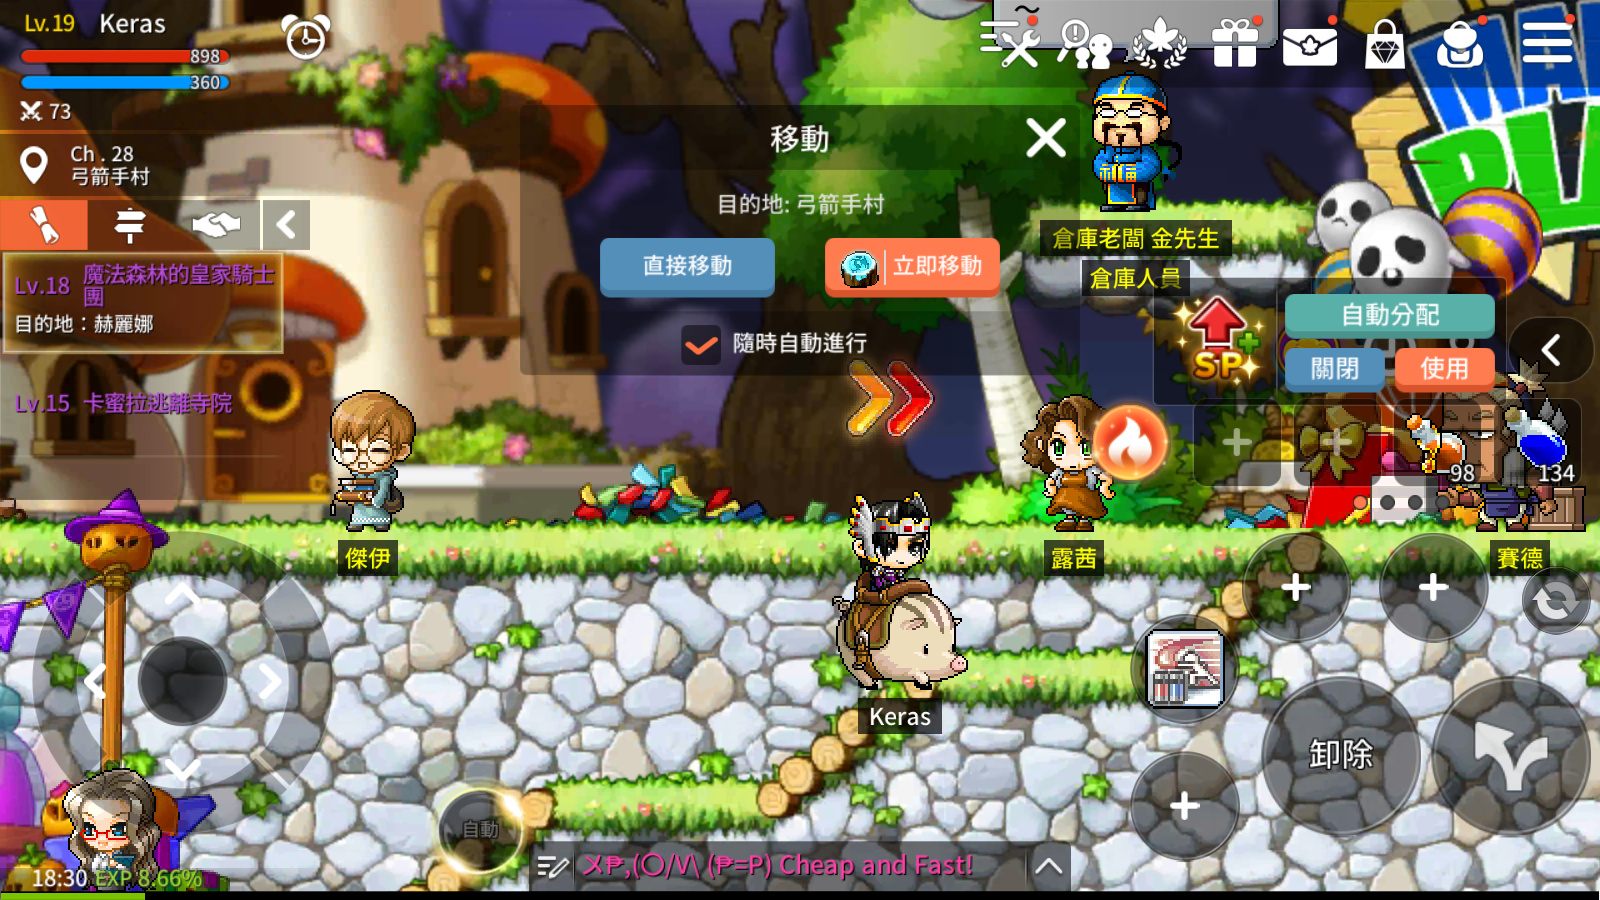 Lv.19 Keras
898
360
73
Ch . 28
弓箭手村
Lv.18 魔法森林的皇家騎士團
目的地：赫麗娜
Lv.15 卡蜜拉逃離寺院
移動
目的地: 弓箭手村
直接移動
立即移動
隨時自動進行
倉庫老闆 金先生
倉庫人員
SP
自動分配
關閉
使用
98
134
傑伊
露茜
賽德
Keras
卸除
自動
(₱=P) Cheap and Fast!
18:30 EXP 8.66%